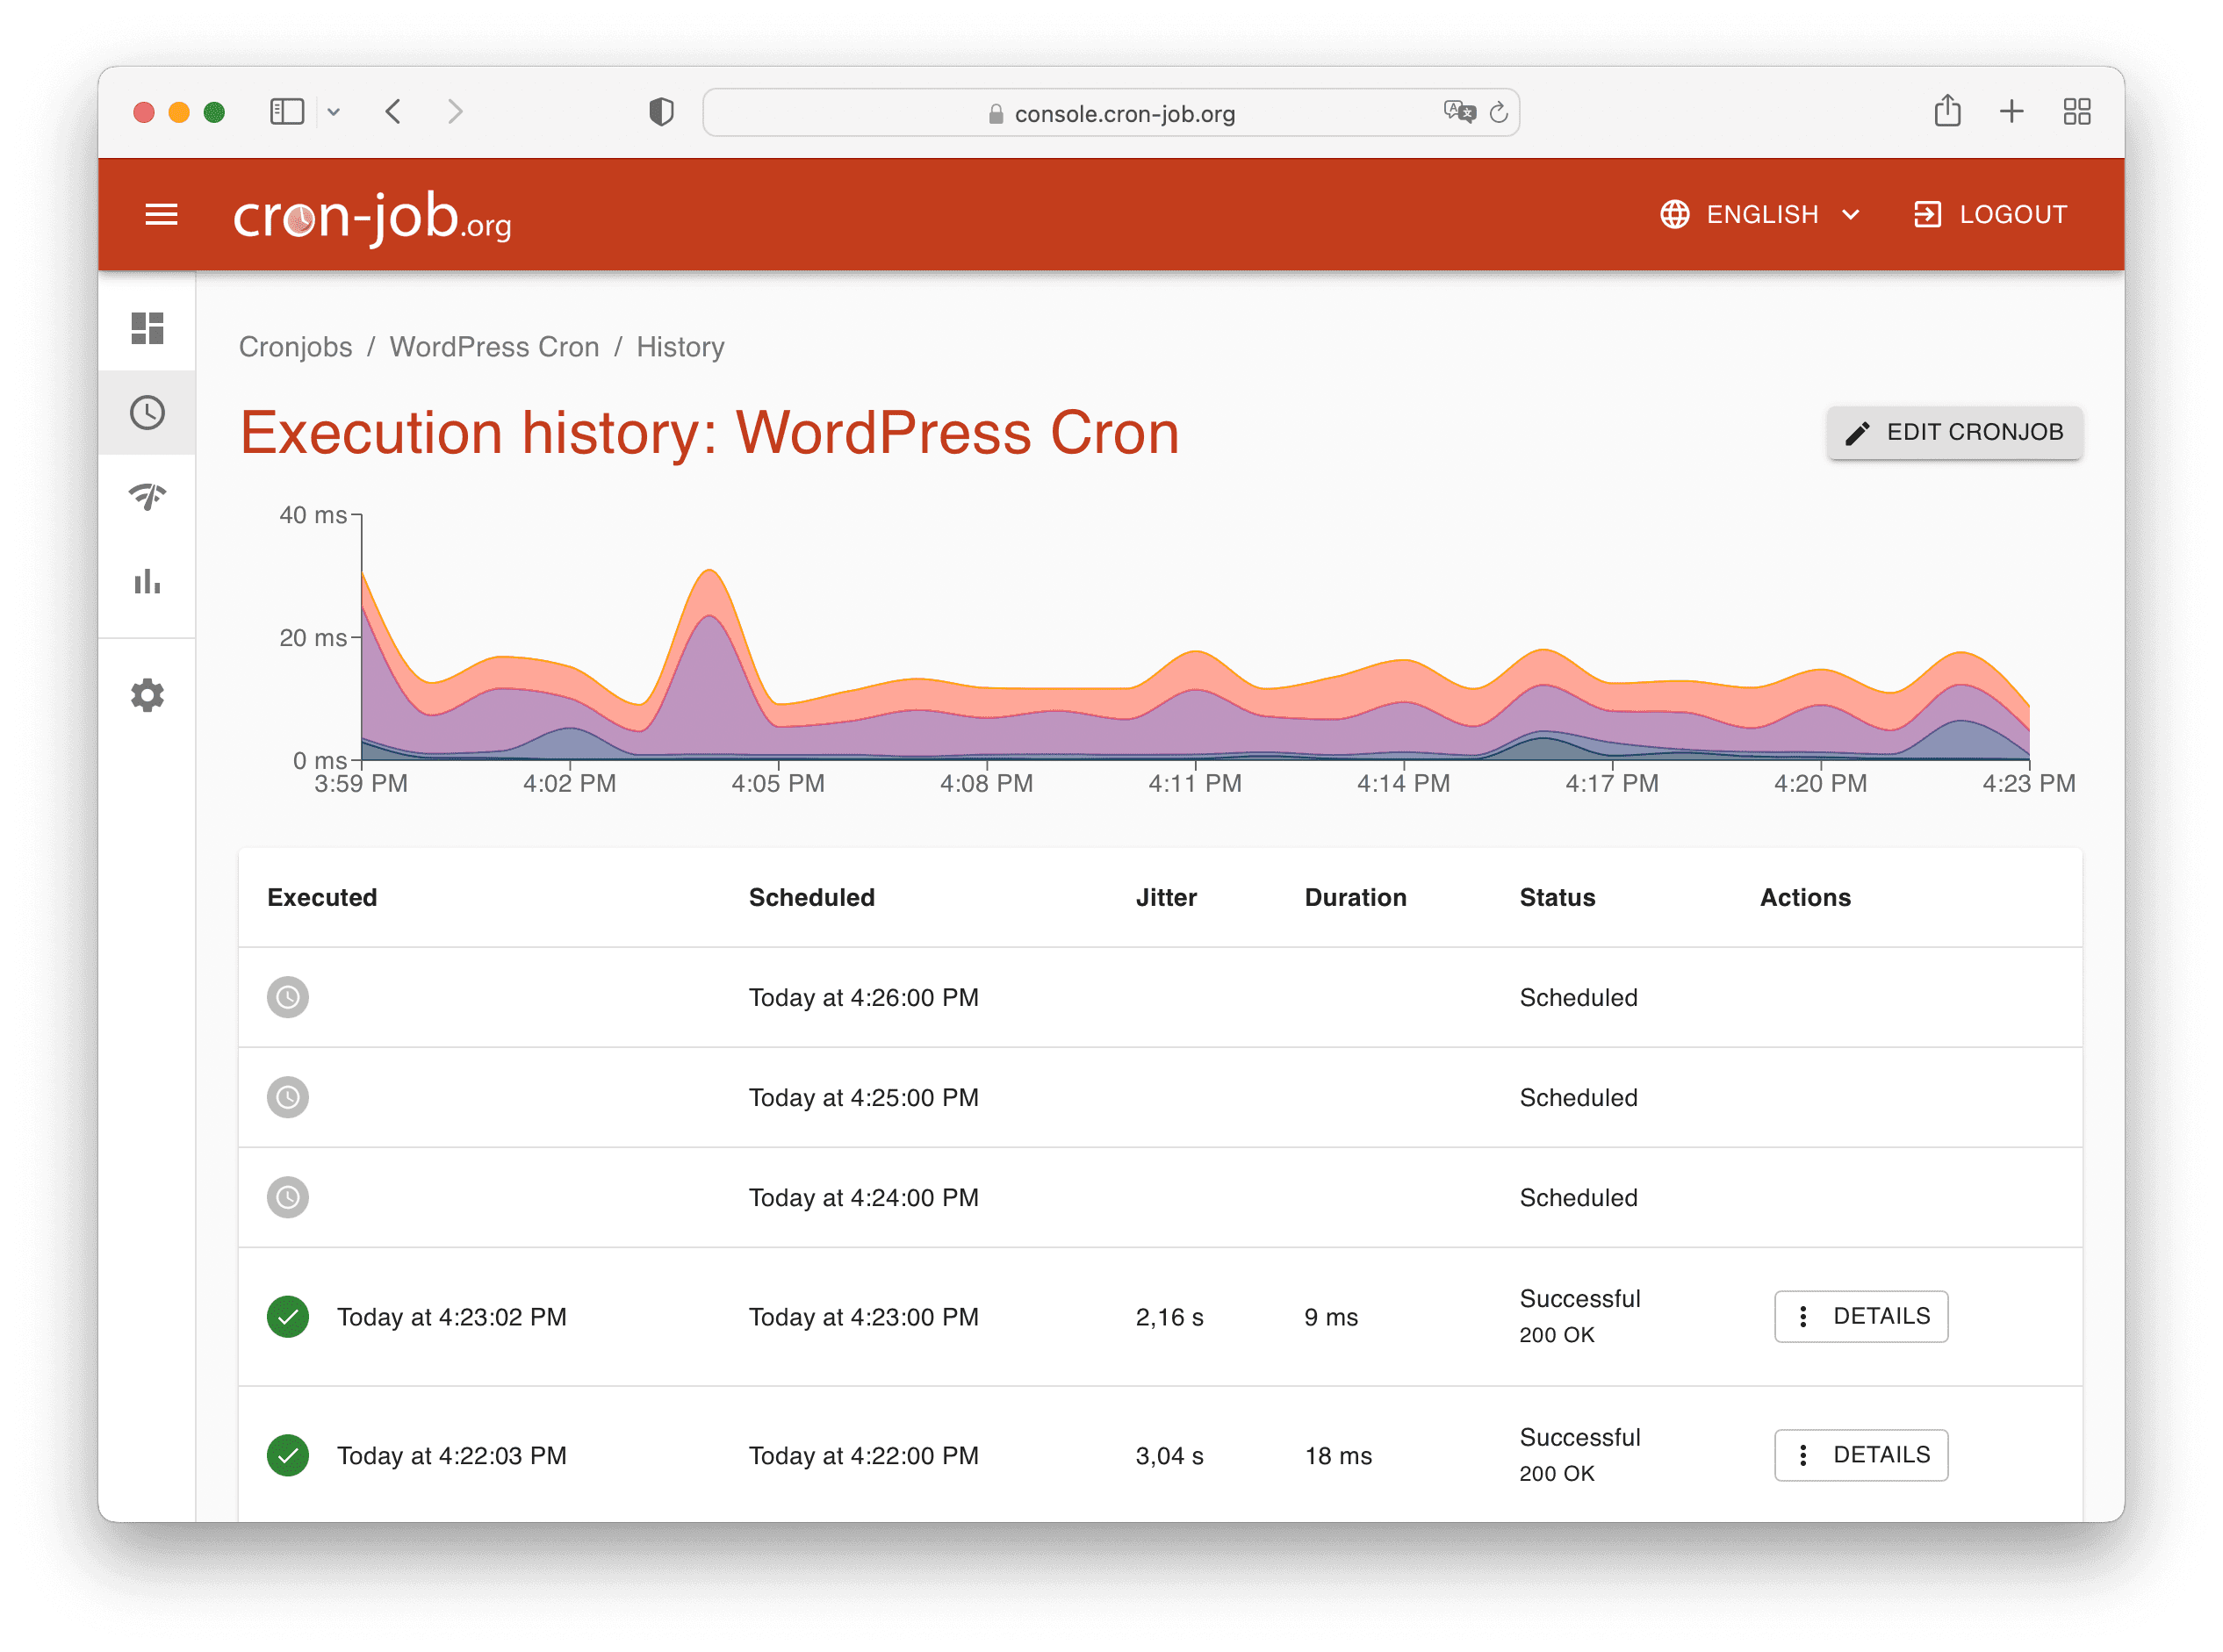 console.cron-job.org
cron-job.org
ENGLISH
LOGOUT
Cronjobs / WordPress Cron / History
Execution history: WordPress Cron
EDIT CRONJOB
40 ms
20 ms
0 ms
3:59 PM 4:02 PM 4:05 PM 4:08 PM 4:11 PM 4:14 PM 4:17 PM 4:20 PM 4:23 PM
Executed Scheduled Jitter Duration Status Actions
Today at 4:26:00 PM Scheduled
Today at 4:25:00 PM Scheduled
Today at 4:24:00 PM Scheduled
Today at 4:23:02 PM Today at 4:23:00 PM 2,16 s 9 ms Successful DETAILS
200 OK
Today at 4:22:03 PM Today at 4:22:00 PM 3,04 s 18 ms Successful DETAILS
200 OK